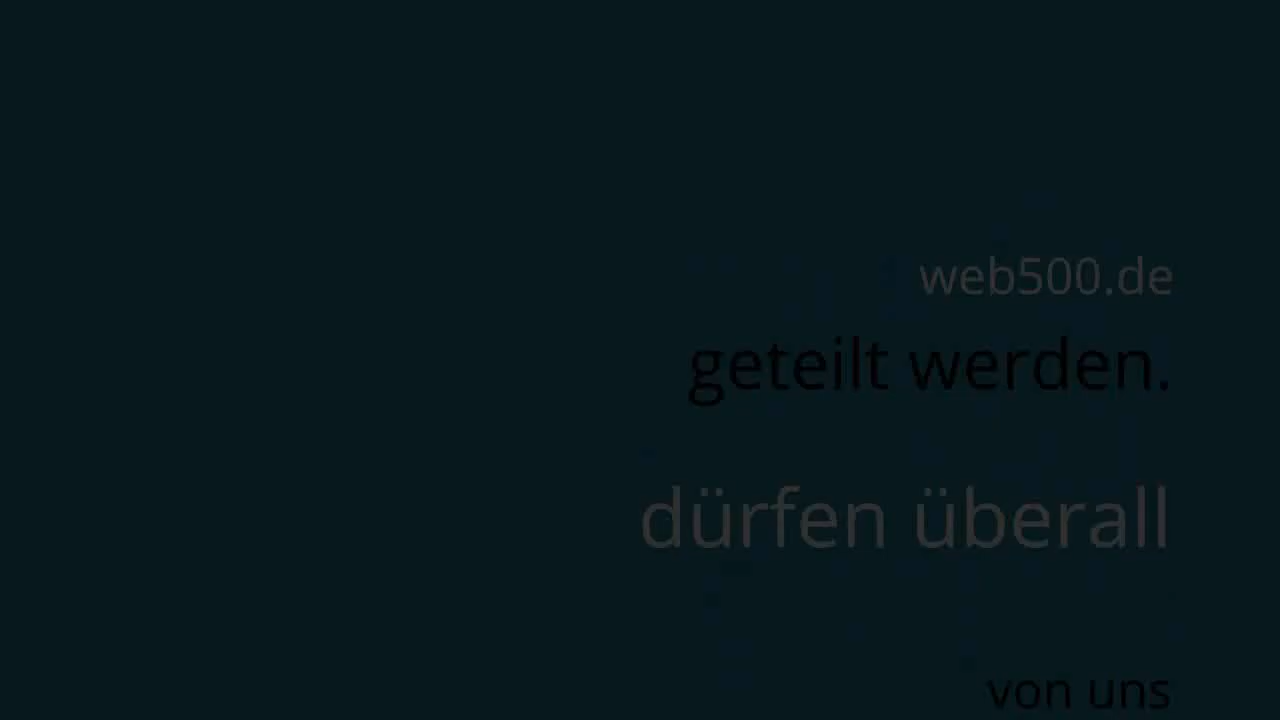 web500.de
geteilt werden.
dürfen überall
von uns